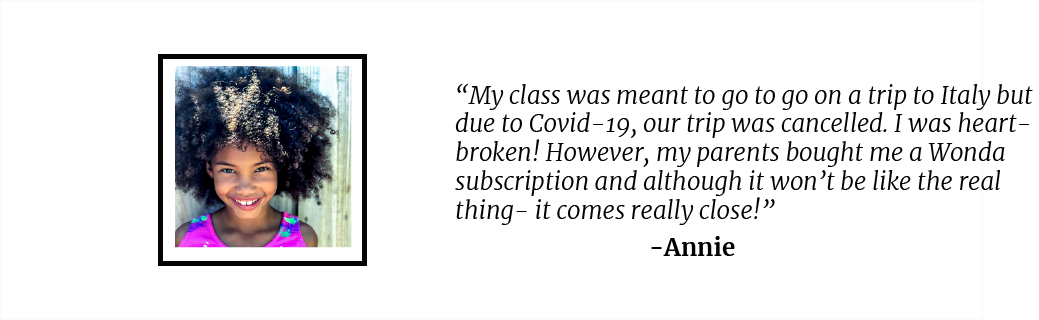 “My class was meant to go to go on a trip to Italy but
due to Covid-19, our trip was cancelled. I was heart-
broken! However, my parents bought me a Wonda
subscription and although it won’t be like the real
thing- it comes really close!”
-Annie